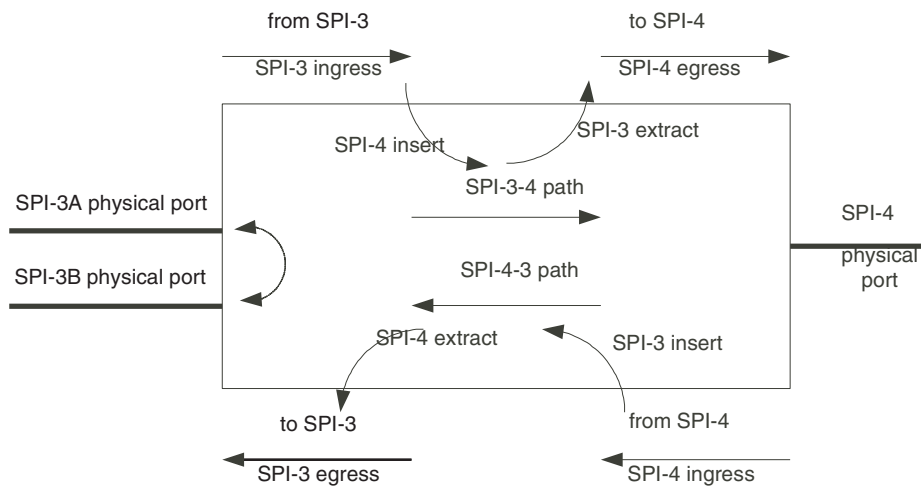 from SPI-3
to SPI-4
SPI-3 ingress
SPI-4 egress
SPI-4 insert
SPI-3 extract
SPI-3-4 path
SPI-3A physical port
SPI-4
SPI-3B physical port
SPI-4-3 path
physical
port
SPI-4 extract
SPI-3 insert
to SPI-3
from SPI-4
SPI-3 egress
SPI-4 ingress